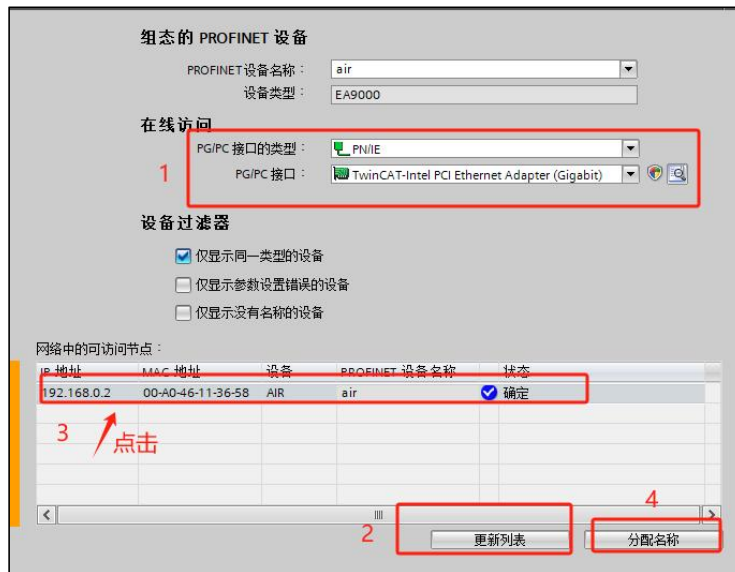 组态的 PROFINET 设备
PROFINET设备名称： air
设备类型： EA9000
在线访问
PG/PC 接口的类型： PN/IE
1 PG/PC 接口： TwinCAT-Intel PCI Ethernet Adapter (Gigabit)
设备过滤器
仅显示同一类型的设备
仅显示参数设置错误的设备
仅显示没有名称的设备
网络中的可访问节点：
IP 地址 MAC 地址 设备 PROFINET 设备名称 状态
192.168.0.2 00-A0-46-11-36-58 AIR air 确定
3 点击
4
2 更新列表 分配名称